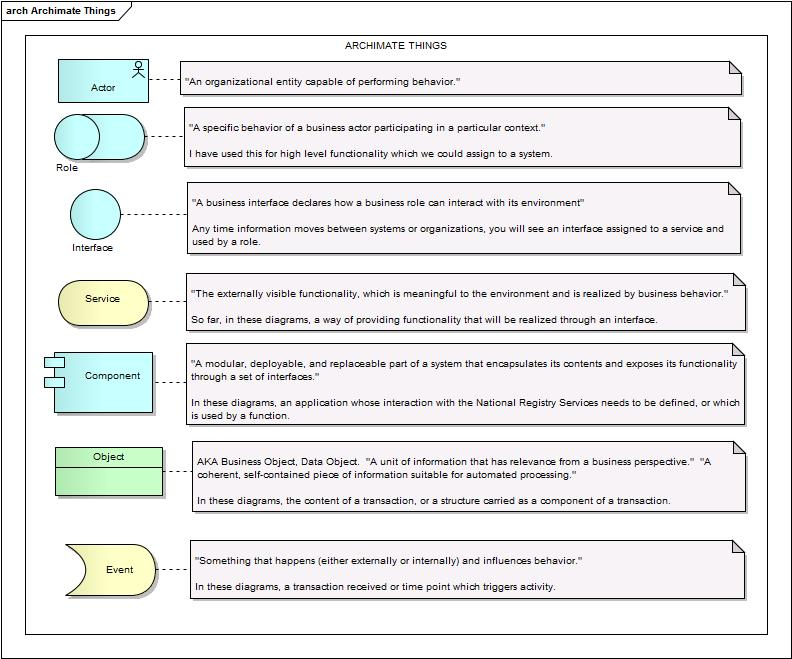 arch Archimate Things
ARCHIMATE THINGS
Actor
"An organizational entity capable of performing behavior."
Role
"A specific behavior of a business actor participating in a particular context."
I have used this for high level functionality which we could assign to a system.
Interface
"A business interface declares how a business role can interact with its environment"
Any time information moves between systems or organizations, you will see an interface assigned to a service and
used by a role.
Service
"The externally visible functionality, which is meaningful to the environment and is realized by business behavior."
So far, in these diagrams, a way of providing functionality that will be realized through an interface.
Component
"A modular, deployable, and replaceable part of a system that encapsulates its contents and exposes its functionality
through a set of interfaces."
In these diagrams, an application whose interaction with the National Registry Services needs to be defined, or which
is used by a function.
Object
AKA Business Object, Data Object.  "A unit of information that has relevance from a business perspective."  "A
coherent, self-contained piece of information suitable for automated processing."
In these diagrams, the content of a transaction, or a structure carried as a component of a transaction.
Event
"Something that happens (either externally or internally) and influences behavior."
In these diagrams, a transaction received or time point which triggers activity.